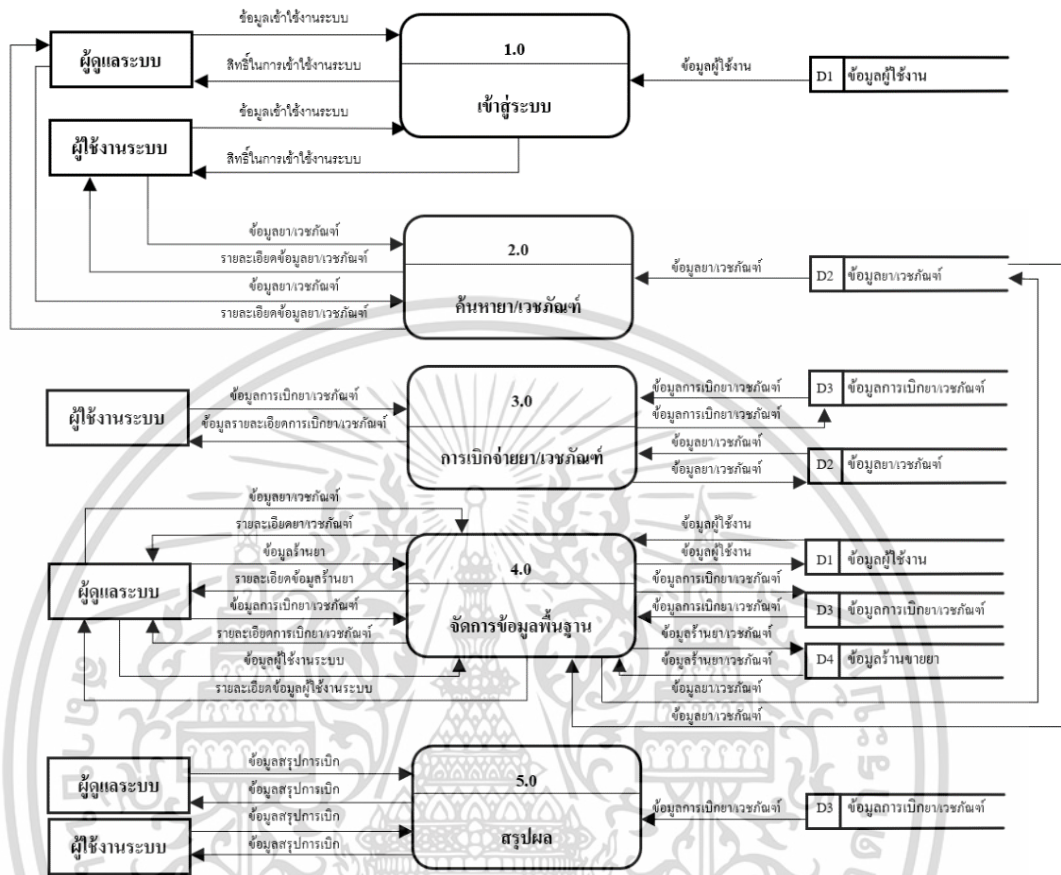 ข้อมูลเข้าใช้งานระบบ
ผู้ดูแลระบบ
1.0
สิทธิ์ในการเข้าใช้งานระบบ
ข้อมูลผู้ใช้งาน
D1 ข้อมูลผู้ใช้งาน
เข้าสู่ระบบ
ข้อมูลเข้าใช้งานระบบ
ผู้ใช้งานระบบ
สิทธิ์ในการเข้าใช้งานระบบ
ข้อมูลยา/เวชภัณฑ์
2.0
รายละเอียดข้อมูลยา/เวชภัณฑ์
ข้อมูลยา/เวชภัณฑ์
D2 ข้อมูลยา/เวชภัณฑ์
ข้อมูลยา/เวชภัณฑ์
ค้นหายา/เวชภัณฑ์
รายละเอียดข้อมูลยา/เวชภัณฑ์
ข้อมูลการเบิกยา/เวชภัณฑ์
ผู้ใช้งานระบบ
3.0
ข้อมูลรายละเอียดการเบิกยา/เวชภัณฑ์
การเบิกจ่ายยา/เวชภัณฑ์
ข้อมูลการเบิกยา/เวชภัณฑ์
D3 ข้อมูลการเบิกยา/เวชภัณฑ์
ข้อมูลการเบิกยา/เวชภัณฑ์
ข้อมูลยา/เวชภัณฑ์
D2 ข้อมูลยา/เวชภัณฑ์
ข้อมูลยา/เวชภัณฑ์
ข้อมูลยา/เวชภัณฑ์
รายละเอียดยา/เวชภัณฑ์
ข้อมูลร้านยา
ผู้ดูแลระบบ
รายละเอียดข้อมูลร้านยา
ข้อมูลการเบิกยา/เวชภัณฑ์
รายละเอียดการเบิกยา/เวชภัณฑ์
ข้อมูลผู้ใช้งานระบบ
รายละเอียดข้อมูลผู้ใช้งานระบบ
4.0
จัดการข้อมูลพื้นฐาน
ข้อมูลผู้ใช้งาน
ข้อมูลผู้ใช้งาน
D1 ข้อมูลผู้ใช้งาน
ข้อมูลการเบิกยา/เวชภัณฑ์
ข้อมูลการเบิกยา/เวชภัณฑ์
D3 ข้อมูลการเบิกยา/เวชภัณฑ์
ข้อมูลร้านยา/เวชภัณฑ์
ข้อมูลร้านยา/เวชภัณฑ์
D4 ข้อมูลร้านขายยา
ข้อมูลยา/เวชภัณฑ์
ข้อมูลยา/เวชภัณฑ์
ข้อมูลสรุปการเบิก
ผู้ดูแลระบบ
ข้อมูลสรุปการเบิก
ข้อมูลสรุปการเบิก
ผู้ใช้งานระบบ
ข้อมูลสรุปการเบิก
5.0
สรุปผล
ข้อมูลการเบิกยา/เวชภัณฑ์
D3 ข้อมูลการเบิกยา/เวชภัณฑ์